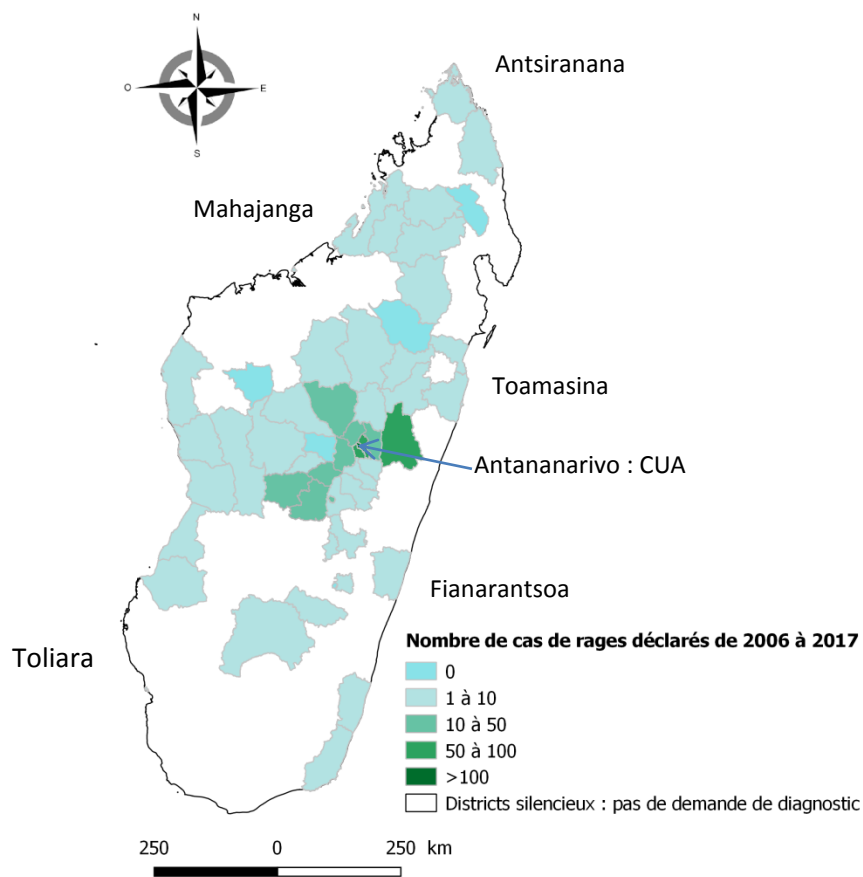 N
Antsiranana
O
E
S
Mahajanga
Toamasina
Antananarivo : CUA
Fianarantsoa
Nombre de cas de rages déclarés de 2006 à 2017
Toliara
0
1 à 10
10 à 50
50 à 100
>100
Districts silencieux : pas de demande de diagnostic
250 0 250 km